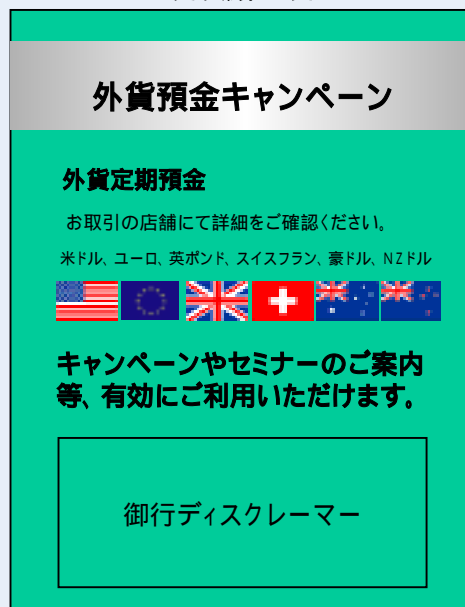 外貨預金キャンペーン
外貨定期預金
お取引の店舗にて詳細をご確認ください。
米ドル、ユーロ、英ポンド、スイスフラン、豪ドル、NZドル
キャンペーンやセミナーのご案内
等、有効にご利用いただけます。
御行ディスクレーマー